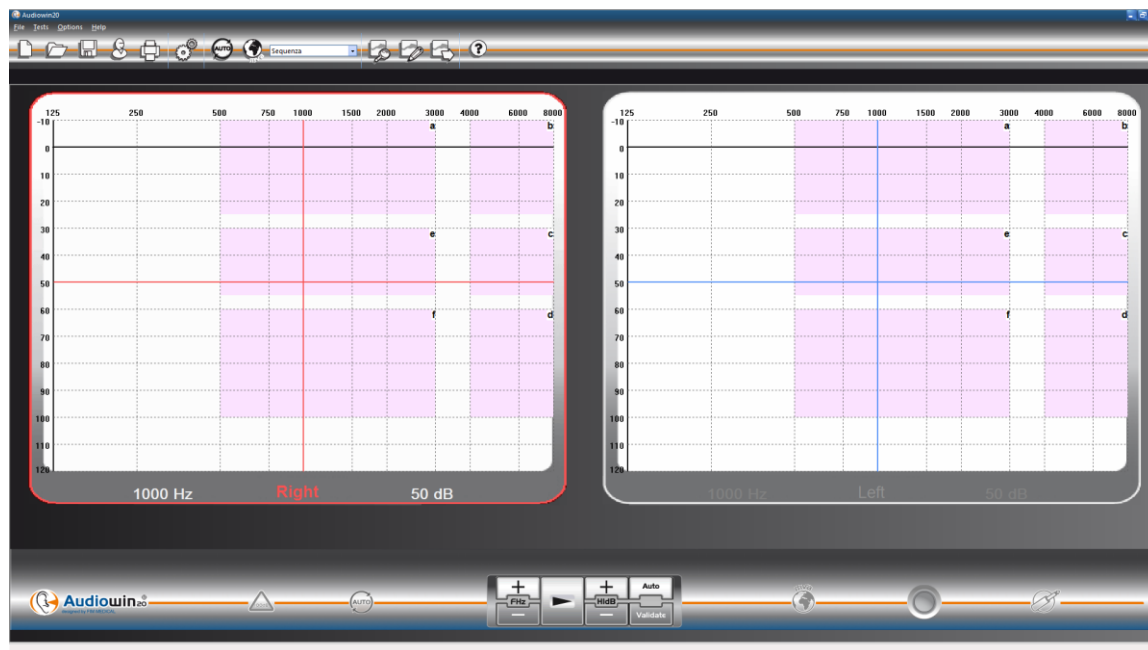 Audiowin20
File Tests Options Help
AUTO Sequenza ?
125 250 500 750 1000 1500 2000 3000 4000 6000 8000
-10 a b
0
10
20
30 e c
40
50
60 f d
70
80
90
100
110
120
1000 Hz Right 50 dB
125 250 500 750 1000 1500 2000 3000 4000 6000 8000
-10 a b
0
10
20
30 e c
40
50
60 f d
70
80
90
100
110
120
1000 Hz Left 50 dB
Audiowin20
AUTO
+ + Auto
FHz HldB
- - Validate